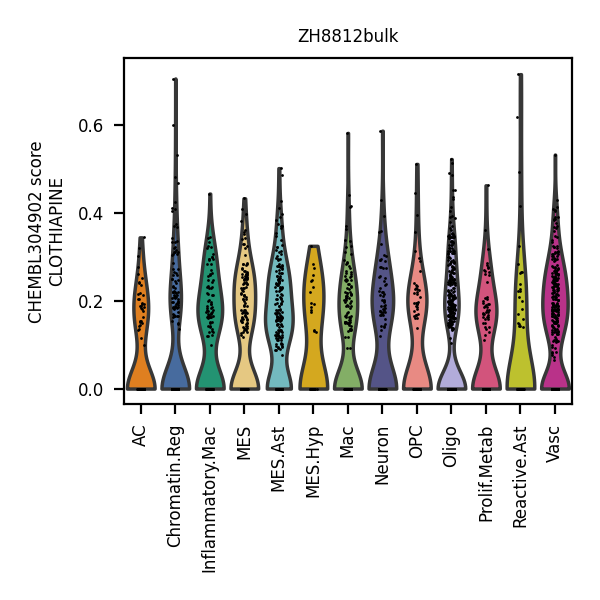 ZH8812bulk
CHEMBL304902 score
CLOTHIAPINE
0.6
0.4
0.2
0.0
AC
Chromatin.Reg
Inflammatory.Mac
MES
MES.Ast
MES.Hyp
Mac
Neuron
OPC
Oligo
Prolif.Metab
Reactive.Ast
Vasc